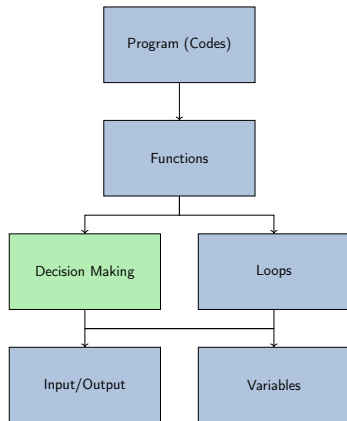 Program (Codes)
Functions
Decision Making
Loops
Input/Output
Variables